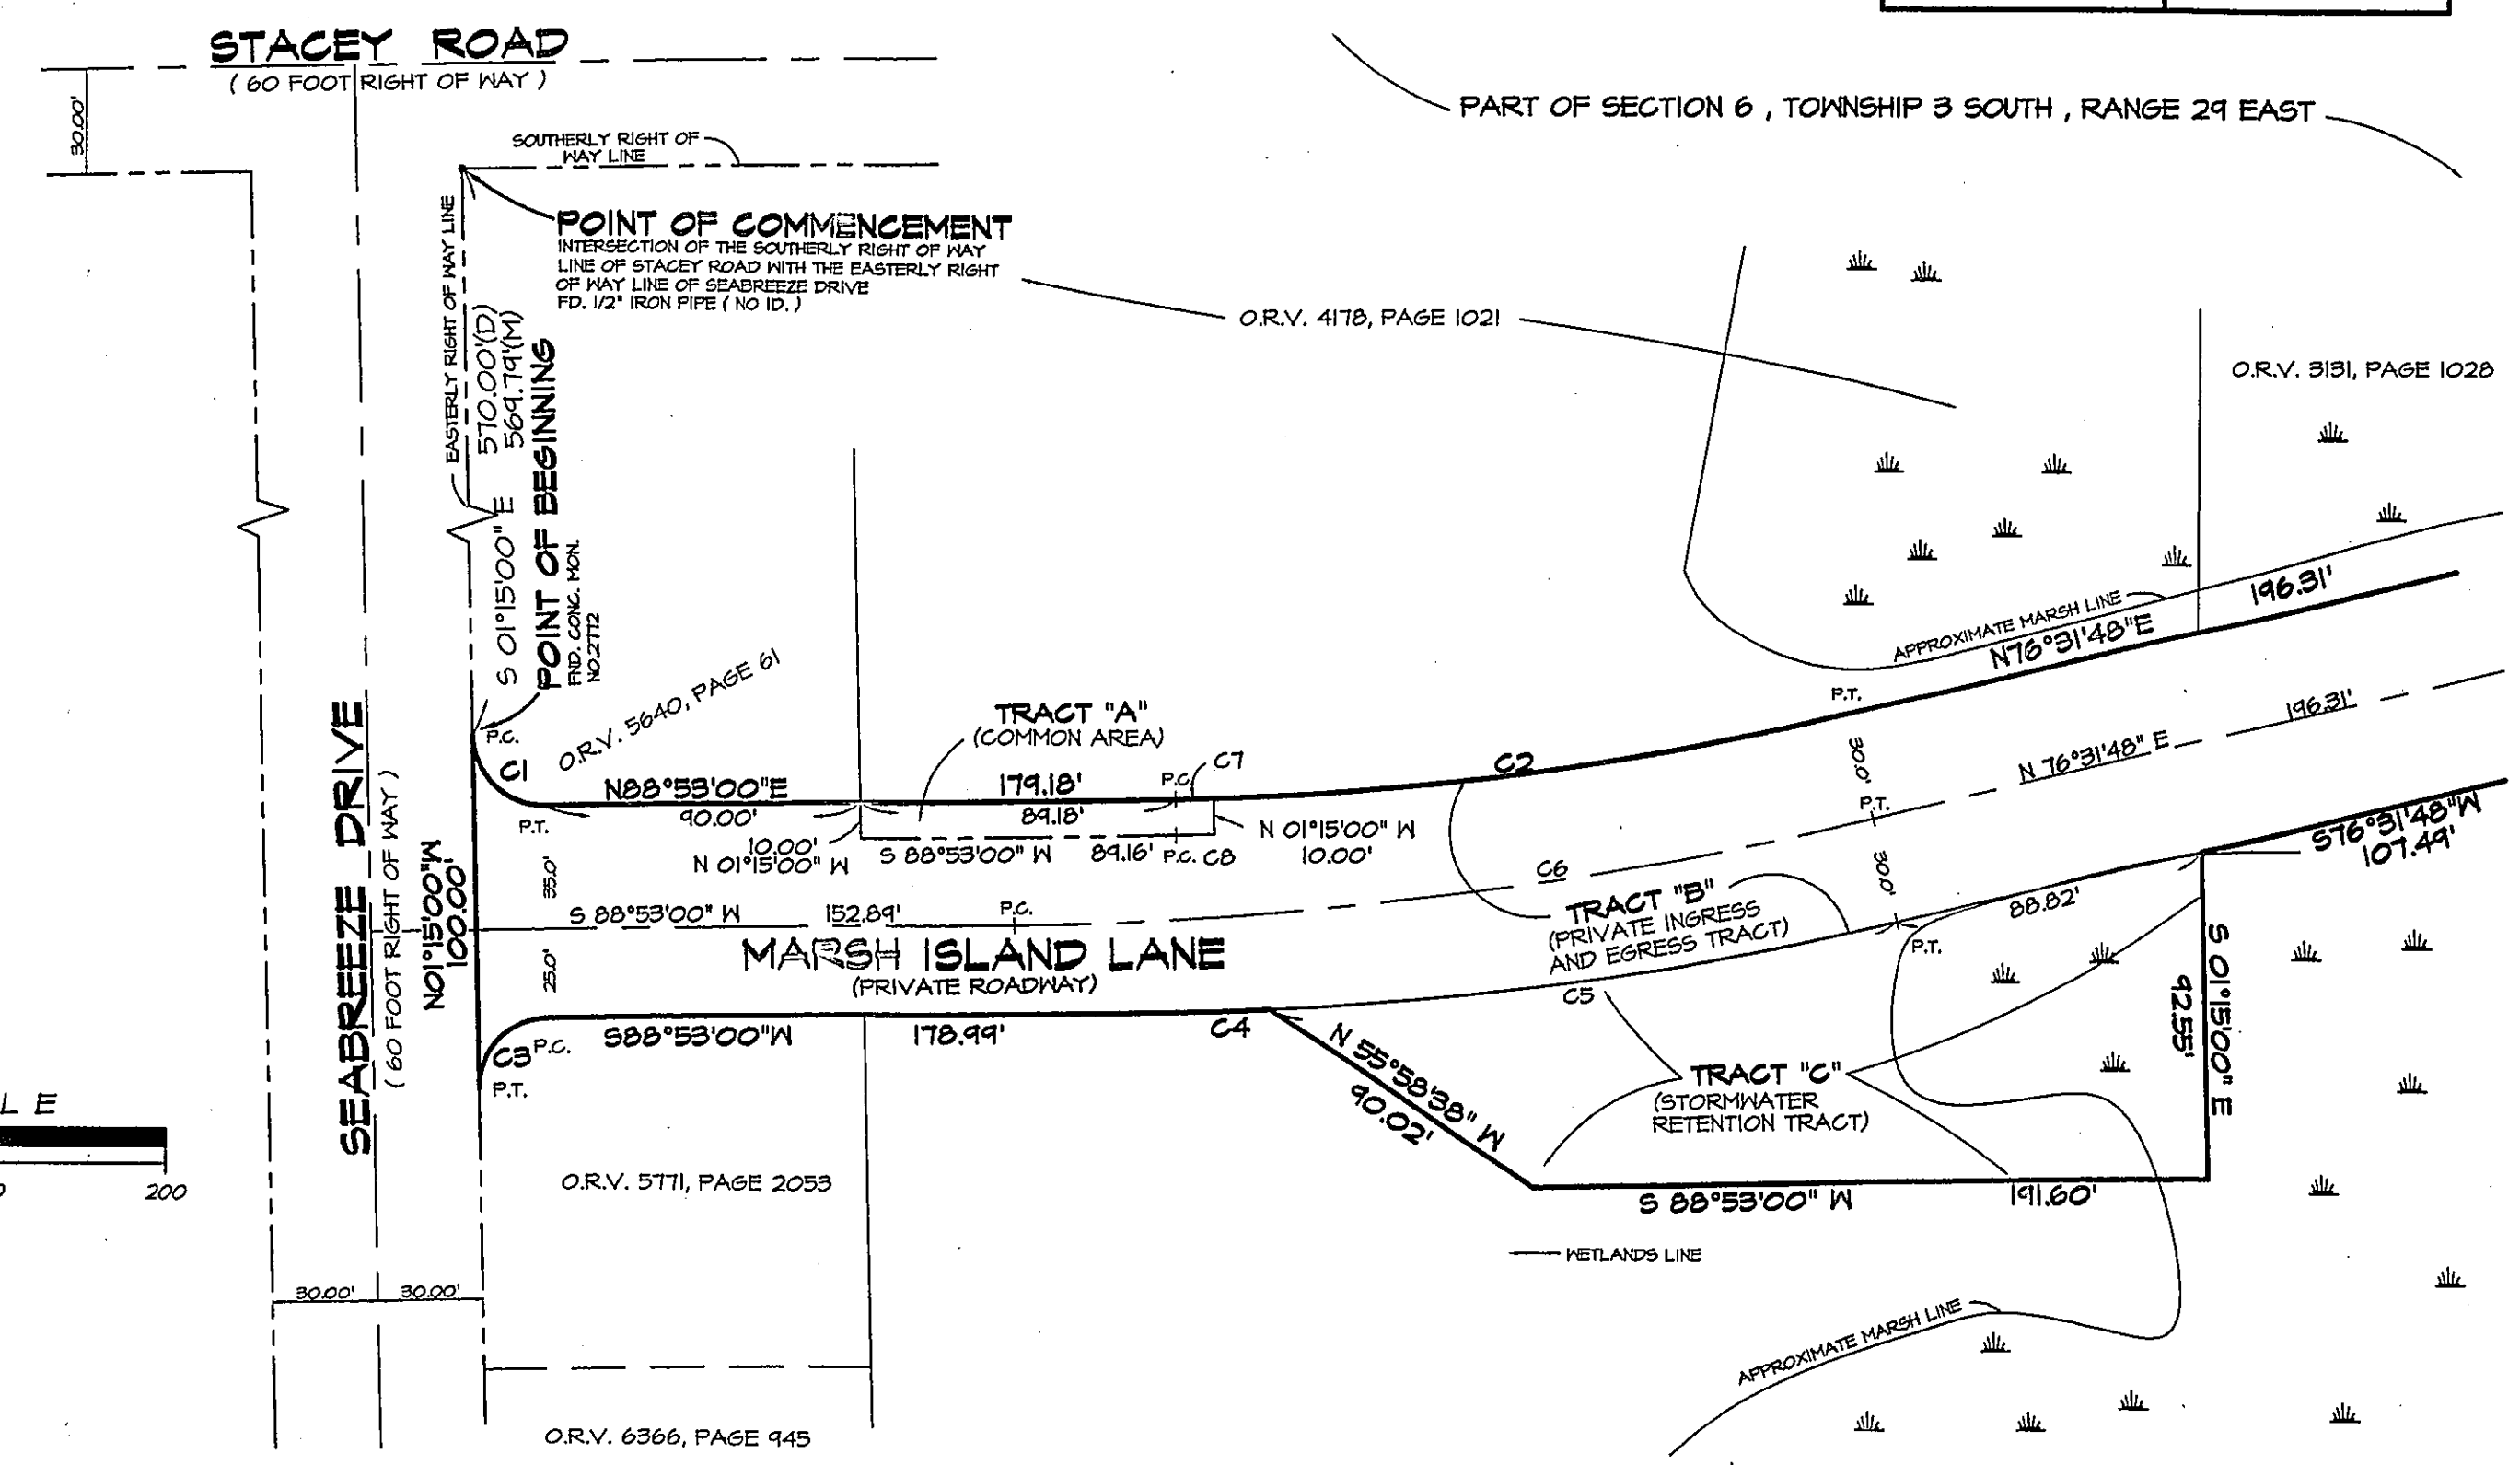 STACEY ROAD
( 60 FOOT RIGHT OF WAY )
30.00'
PART OF SECTION 6 , TOWNSHIP 3 SOUTH , RANGE 29 EAST
SOUTHERLY RIGHT OF
WAY LINE
POINT OF COMMENCEMENT
INTERSECTION OF THE SOUTHERLY RIGHT OF WAY
LINE OF STACEY ROAD WITH THE EASTERLY RIGHT
OF WAY LINE OF SEABREEZE DRIVE
FD. 1/2" IRON PIPE ( NO ID. )
O.R.V. 4178, PAGE 1021
O.R.V. 3131, PAGE 1028
EASTERLY RIGHT OF WAY LINE
S 01°15'00" E 570.00'(D)
569.79'(M)
POINT OF BEGINNING
FND. CONC. MON.
NO.2772
P.C.
C1
O.R.V. 5640, PAGE 61
TRACT "A"
(COMMON AREA)
N88°53'00"E
179.18'
P.C.
C7
C2
P.T.
90.00'
89.18'
10.00'
N 01°15'00" W
S 88°53'00" W
89.16'
P.C.
C8
N 01°15'00" W
10.00'
APPROXIMATE MARSH LINE
N76°31'48"E
196.31'
P.T.
30.0'
P.T.
30.0'
N 76°31'48" E
196.31'
S76°31'48"W
107.49'
SEABREEZE DRIVE
( 60 FOOT RIGHT OF WAY )
N01°15'00"W
100.00'
35.0'
25.0'
S 88°53'00" W
152.89'
P.C.
C6
MARSH ISLAND LANE
(PRIVATE ROADWAY)
TRACT "B"
(PRIVATE INGRESS
AND EGRESS TRACT)
88.82'
P.T.
C5
S88°53'00"W
178.99'
C4
C3
P.C.
P.T.
N 55°58'38" W
90.02'
TRACT "C"
(STORMWATER
RETENTION TRACT)
S 01°15'00" E
92.55'
S 88°53'00" W
191.60'
L E
200
O.R.V. 5771, PAGE 2053
WETLANDS LINE
30.00'
30.00'
APPROXIMATE MARSH LINE
O.R.V. 6366, PAGE 945